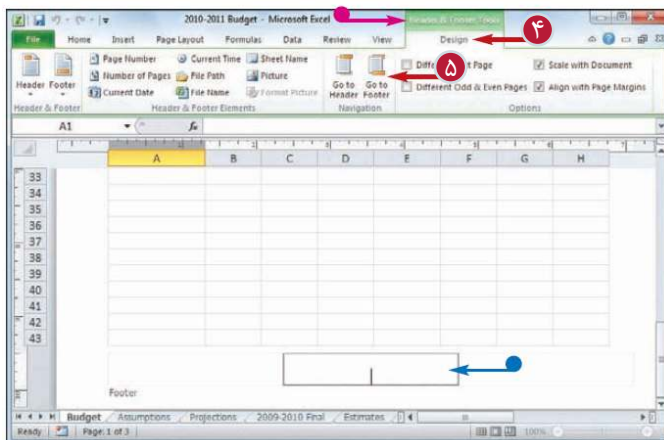 2010-2011 Budget - Microsoft Excel Header & Footer Tools
File Home Insert Page Layout Formulas Data Review View Design ۴
Page Number Current Time Sheet Name Different Page Scale with Document
Number of Pages File Path Picture ۵
Header Footer Current Date File Name Format Picture Go to Header Go to Footer Different Odd & Even Pages Align with Page Margins
Header & Footer Header & Footer Elements Navigation Options
A1 fx
A B C D E F G H
33
34
35
36
37
38
39
40
41
42
43
Footer
Budget Assumptions Projections 2009-2010 Final Estimates
Ready Page: 1 of 3 100%